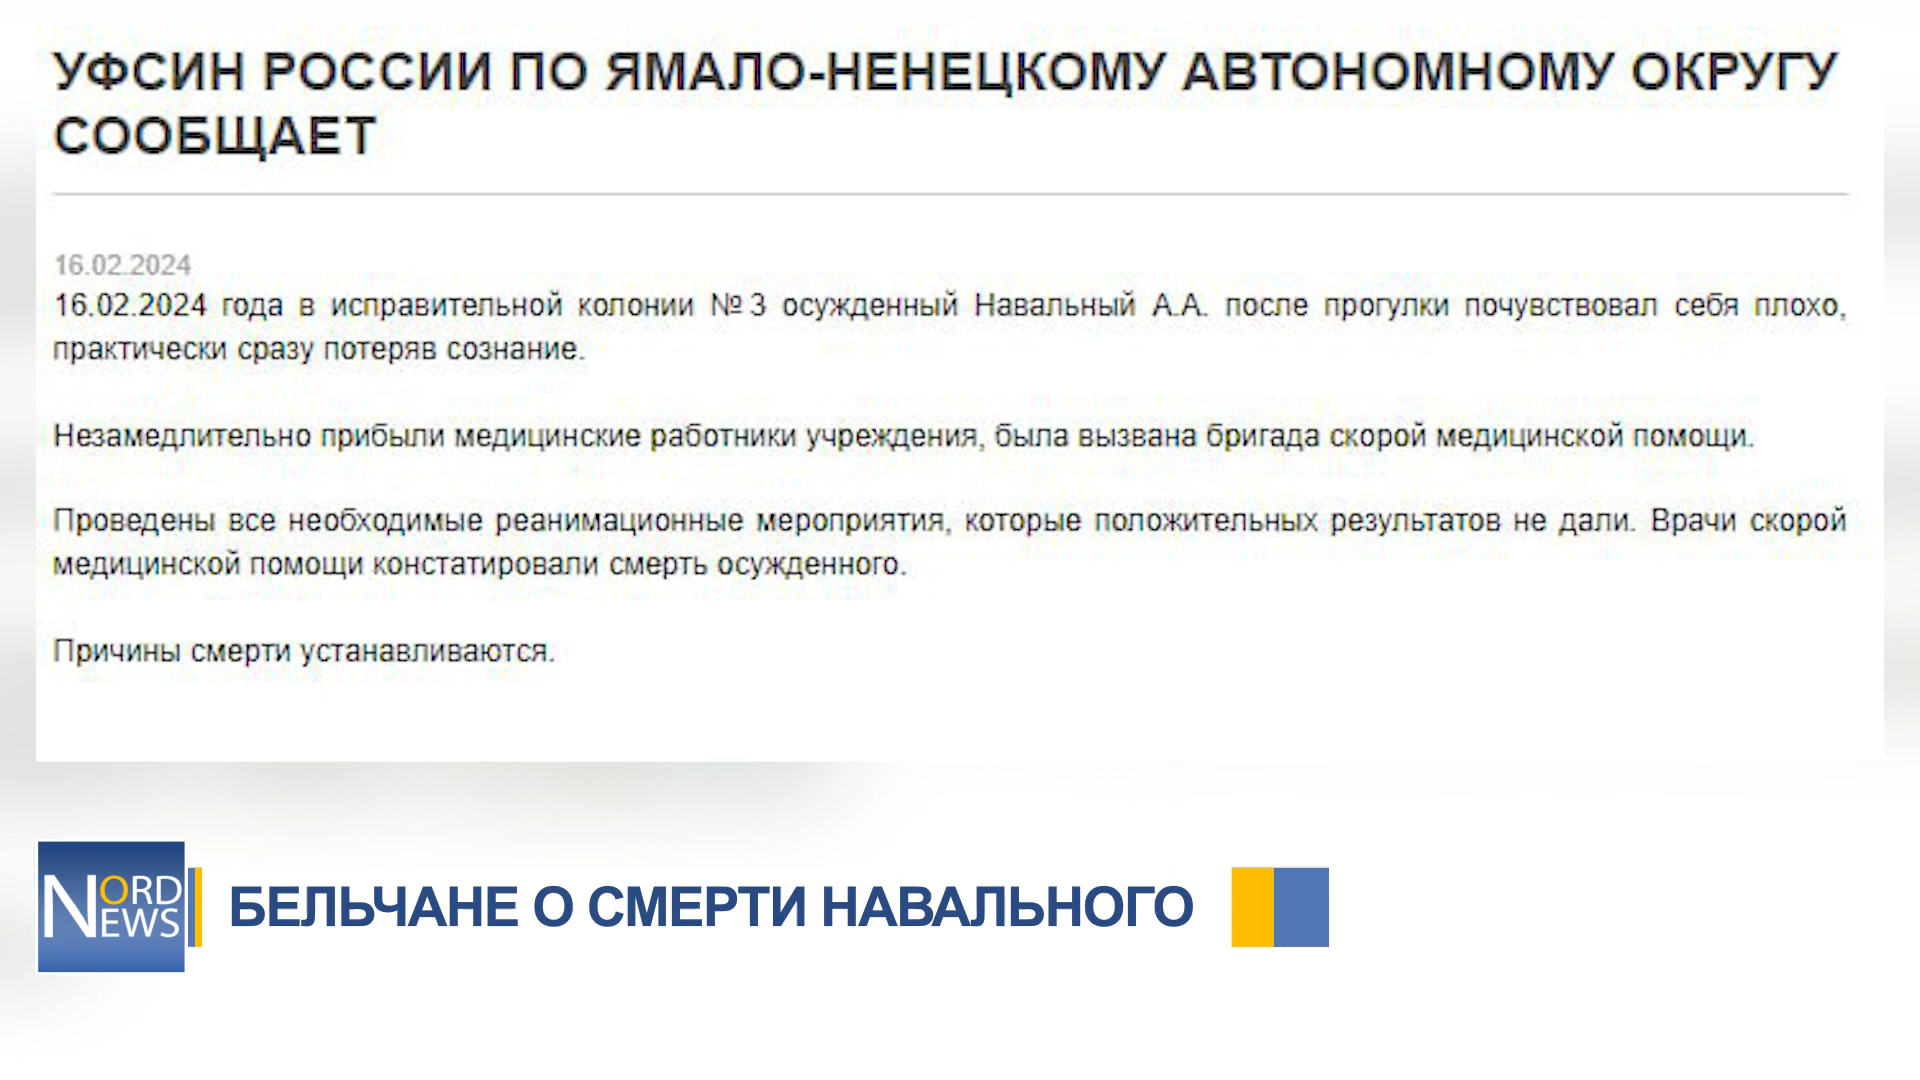 УФСИН РОССИИ ПО ЯМАЛО-НЕНЕЦКОМУ АВТОНОМНОМУ ОКРУГУ
СООБЩАЕТ
16.02.2024
16.02.2024 года в исправительной колонии №3 осужденный Навальный А.А. после прогулки почувствовал себя плохо,
практически сразу потеряв сознание.
Незамедлительно прибыли медицинские работники учреждения, была вызвана бригада скорой медицинской помощи.
Проведены все необходимые реанимационные мероприятия, которые положительных результатов не дали. Врачи скорой
медицинской помощи констатировали смерть осужденного.
Причины смерти устанавливаются.
NORD
NEWS
БЕЛЬЧАНЕ О СМЕРТИ НАВАЛЬНОГО